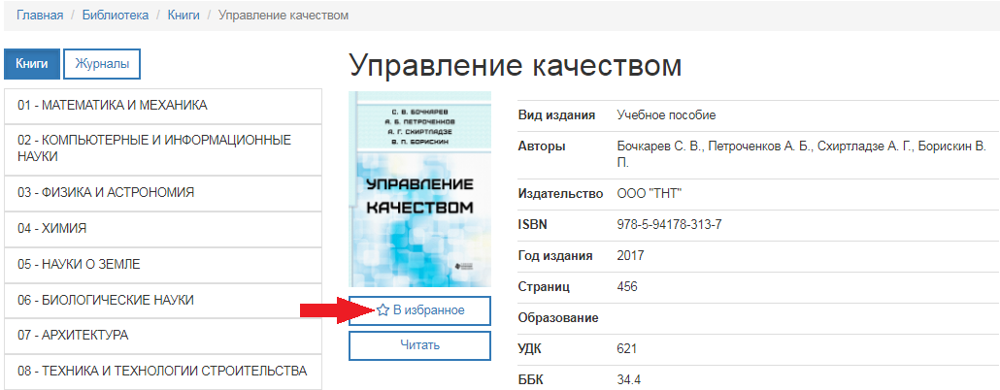 Главная / Библиотека / Книги / Управление качеством
Книги
Журналы
01 - МАТЕМАТИКА И МЕХАНИКА
02 - КОМПЬЮТЕРНЫЕ И ИНФОРМАЦИОННЫЕ
НАУКИ
03 - ФИЗИКА И АСТРОНОМИЯ
04 - ХИМИЯ
05 - НАУКИ О ЗЕМЛЕ
06 - БИОЛОГИЧЕСКИЕ НАУКИ
07 - АРХИТЕКТУРА
08 - ТЕХНИКА И ТЕХНОЛОГИИ СТРОИТЕЛЬСТВА
Управление качеством
С. В. БОЧКАРЕВ
А. Б. ПЕТРОЧЕНКОВ
А. Г. СХИРТЛАДЗЕ
В. П. БОРИСКИН
УПРАВЛЕНИЕ
КАЧЕСТВОМ
В избранное
Читать
Вид издания Учебное пособие
Авторы Бочкарев С. В., Петроченков А. Б., Схиртладзе А. Г., Борискин В.
П.
Издательство ООО "ТНТ"
ISBN 978-5-94178-313-7
Год издания 2017
Страниц 456
Образование
УДК 621
ББК 34.4